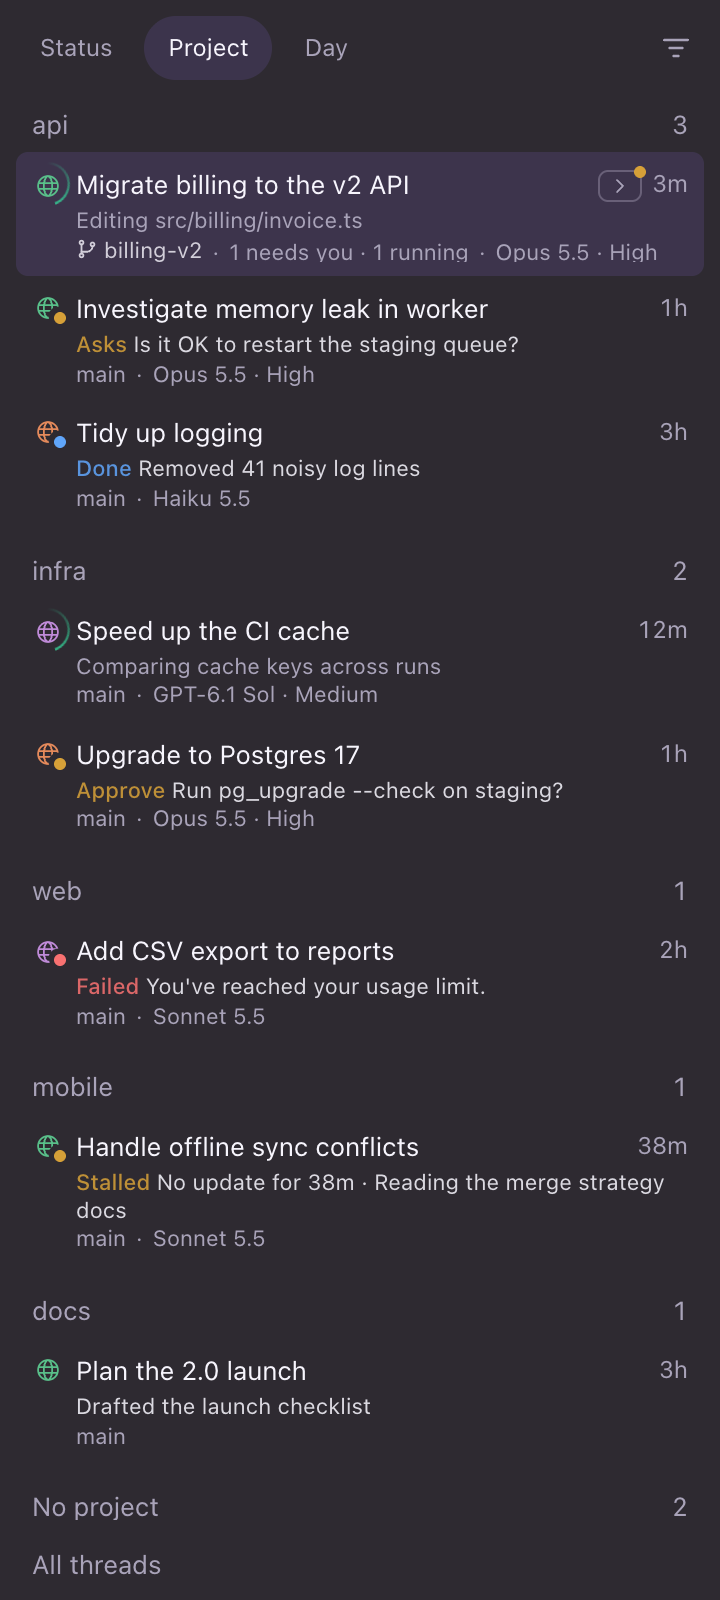 Status Project Day
api 3
Migrate billing to the v2 API 3m
Editing src/billing/invoice.ts
billing-v2 · 1 needs you · 1 running · Opus 5.5 · High
Investigate memory leak in worker 1h
Asks Is it OK to restart the staging queue?
main · Opus 5.5 · High
Tidy up logging 3h
Done Removed 41 noisy log lines
main · Haiku 5.5
infra 2
Speed up the CI cache 12m
Comparing cache keys across runs
main · GPT-6.1 Sol · Medium
Upgrade to Postgres 17 1h
Approve Run pg_upgrade --check on staging?
main · Opus 5.5 · High
web 1
Add CSV export to reports 2h
Failed You've reached your usage limit.
main · Sonnet 5.5
mobile 1
Handle offline sync conflicts 38m
Stalled No update for 38m · Reading the merge strategy
docs
main · Sonnet 5.5
docs 1
Plan the 2.0 launch 3h
Drafted the launch checklist
main
No project 2
All threads